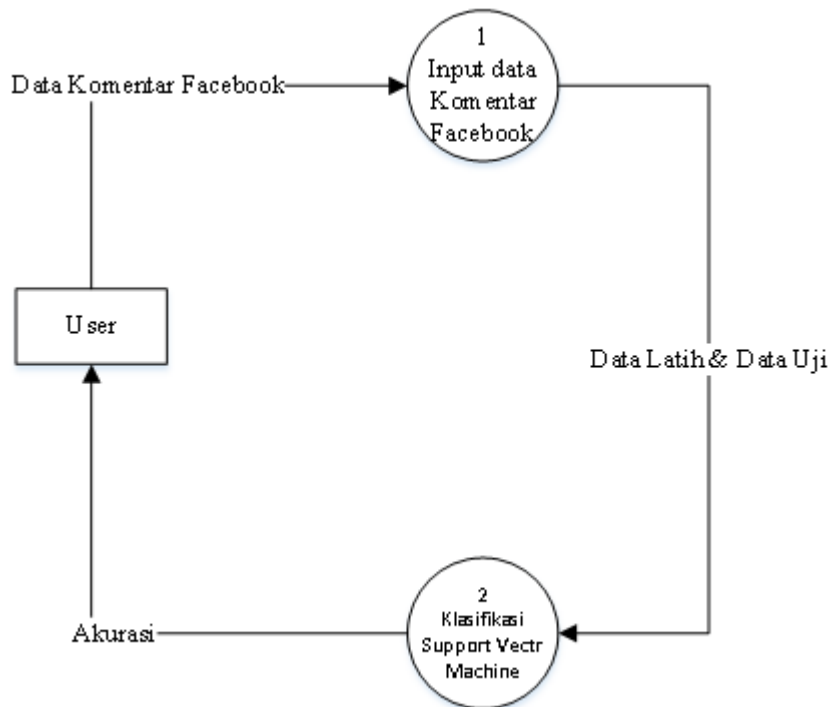 1
Input data
Komentar
Facebook
Data Komentar Facebook
User
Data Latih & Data Uji
2
Klasifikasi
Support Vectr
Machine
Akurasi